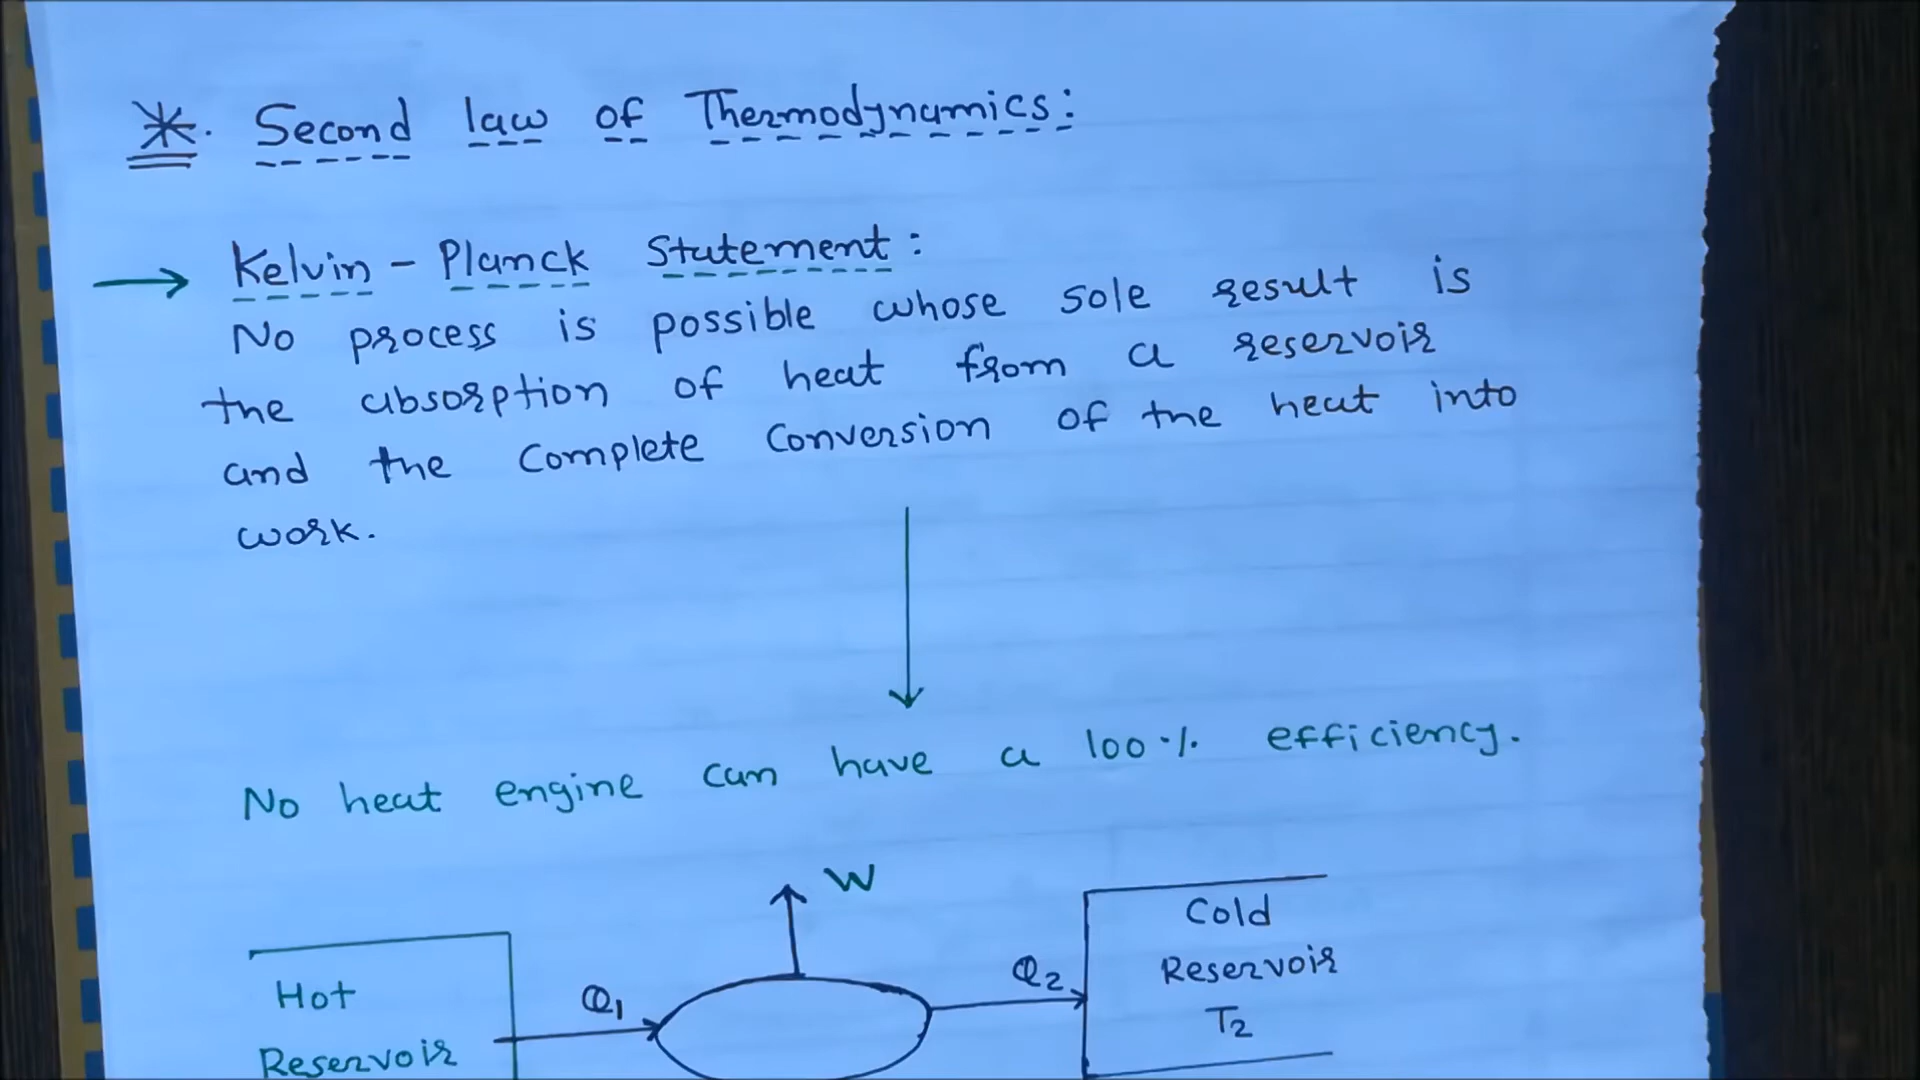 *. Second law of Thermodynamics:
→ Kelvin - Planck Statement:
No process is possible whose sole result is
the absorption of heat from a reservoir
and the Complete Conversion of the heat into
work.
No heat engine can have a 100% efficiency.
W
Hot
Reservoir
Q1
Q2
Cold
Reservoir
T2